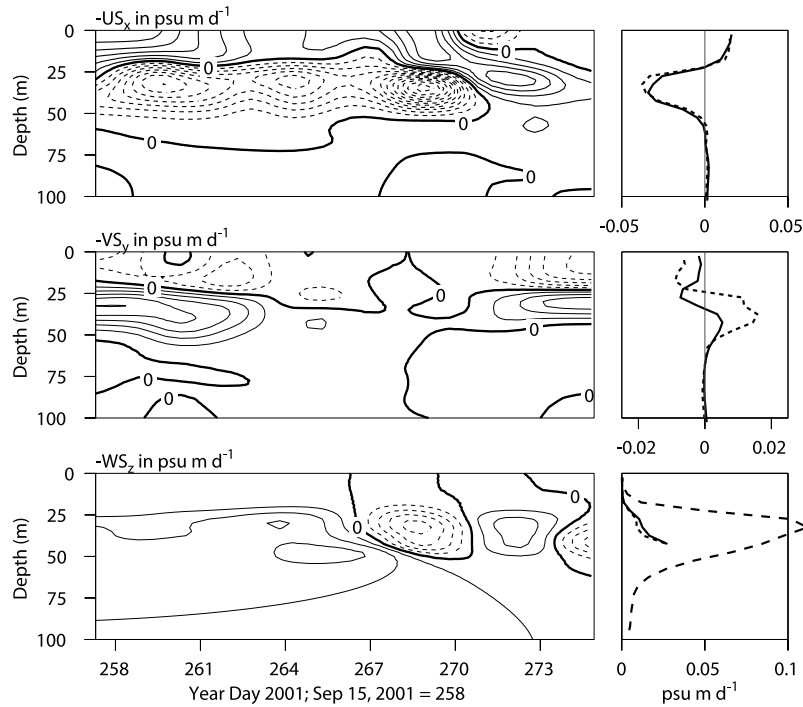 -US_x in psu m d⁻¹
0
25
50
75
100
Depth (m)
0
0
0
0
0
-0.05 0 0.05
-VS_y in psu m d⁻¹
0
25
50
75
100
Depth (m)
0
0
0
0
0
0
-0.02 0 0.02
-WS_z in psu m d⁻¹
0
25
50
75
100
Depth (m)
0
0
258 261 264 267 270 273
Year Day 2001; Sep 15, 2001 = 258
0 0.05 0.1
psu m d⁻¹